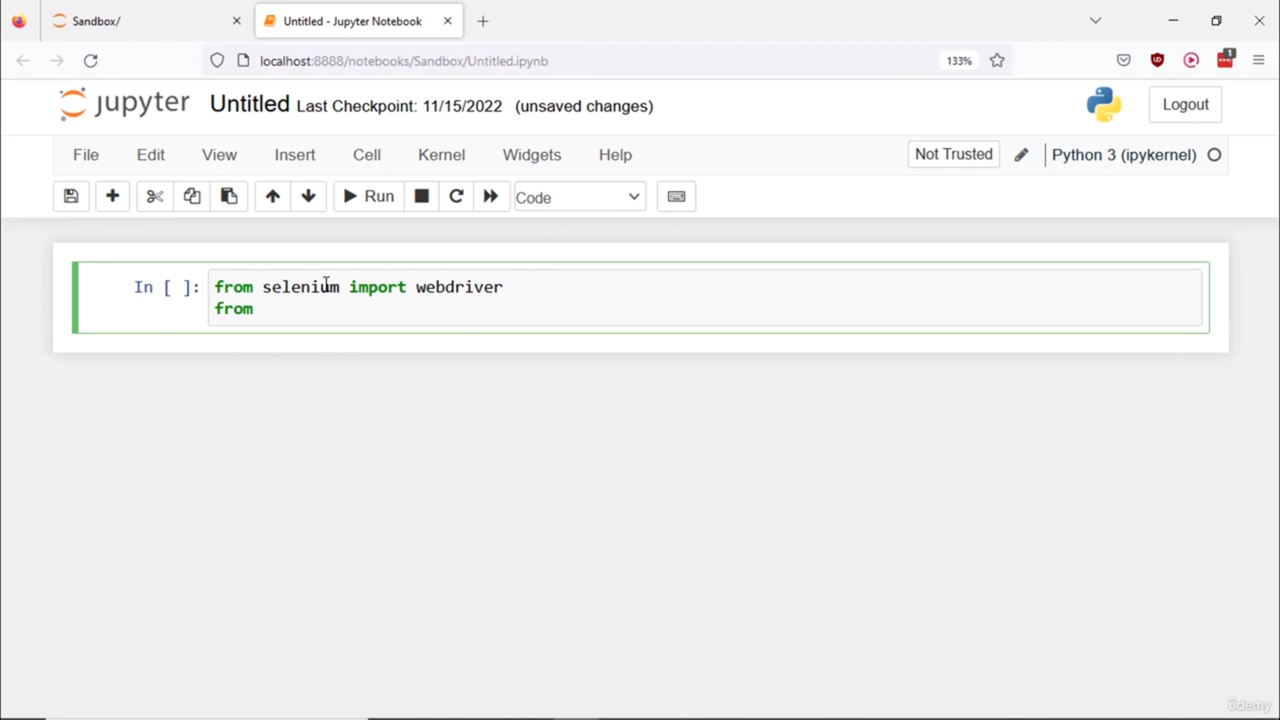 Sandbox/
Untitled - Jupyter Notebook
localhost:8888/notebooks/Sandbox/Untitled.ipynb
133%
1
jupyter Untitled Last Checkpoint: 11/15/2022 (unsaved changes)
Logout
File Edit View Insert Cell Kernel Widgets Help
Not Trusted
Python 3 (ipykernel)
Run
Code
In [ ]: from selenium import webdriver
from
ûdemy